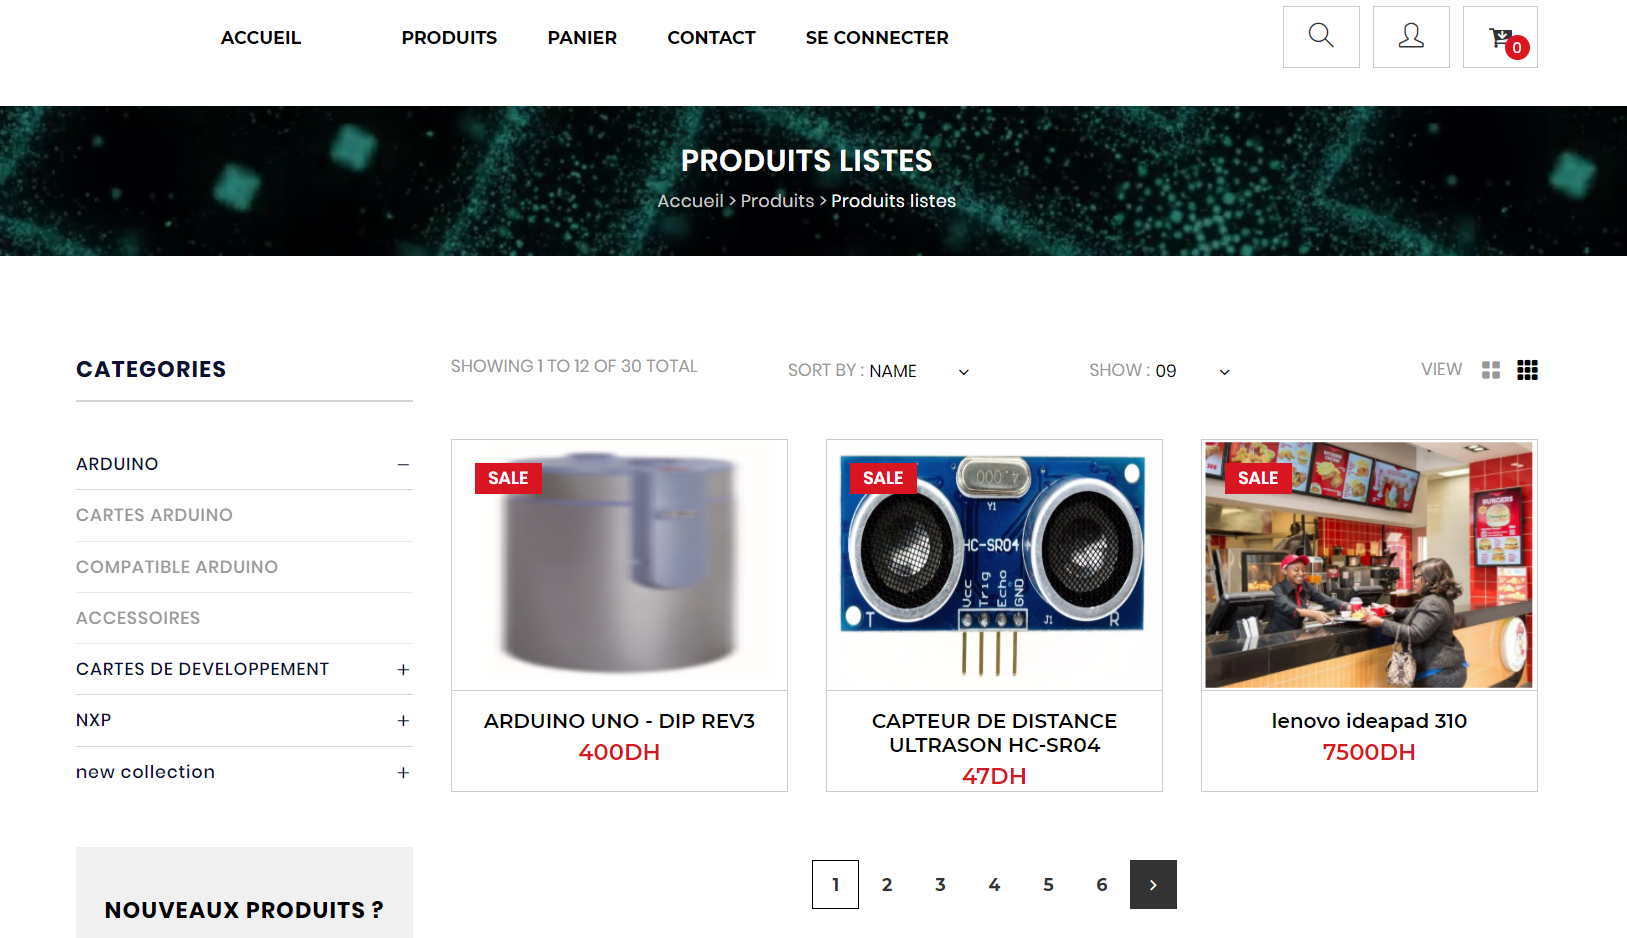 ACCUEIL PRODUITS PANIER CONTACT SE CONNECTER
0
PRODUITS LISTES
Accueil > Produits > Produits listes
CATEGORIES
ARDUINO
CARTES ARDUINO
COMPATIBLE ARDUINO
ACCESSOIRES
CARTES DE DEVELOPPEMENT
NXP
new collection
NOUVEAUX PRODUITS ?
SHOWING 1 TO 12 OF 30 TOTAL
SORT BY : NAME
SHOW : 09
VIEW
SALE
ARDUINO UNO - DIP REV3
400DH
SALE
Y1
HC-SR04
Vcc
Trig
Echo
GND
T
J1
R
CAPTEUR DE DISTANCE
ULTRASON HC-SR04
47DH
SALE
BURGERS
lenovo ideapad 310
7500DH
1 2 3 4 5 6